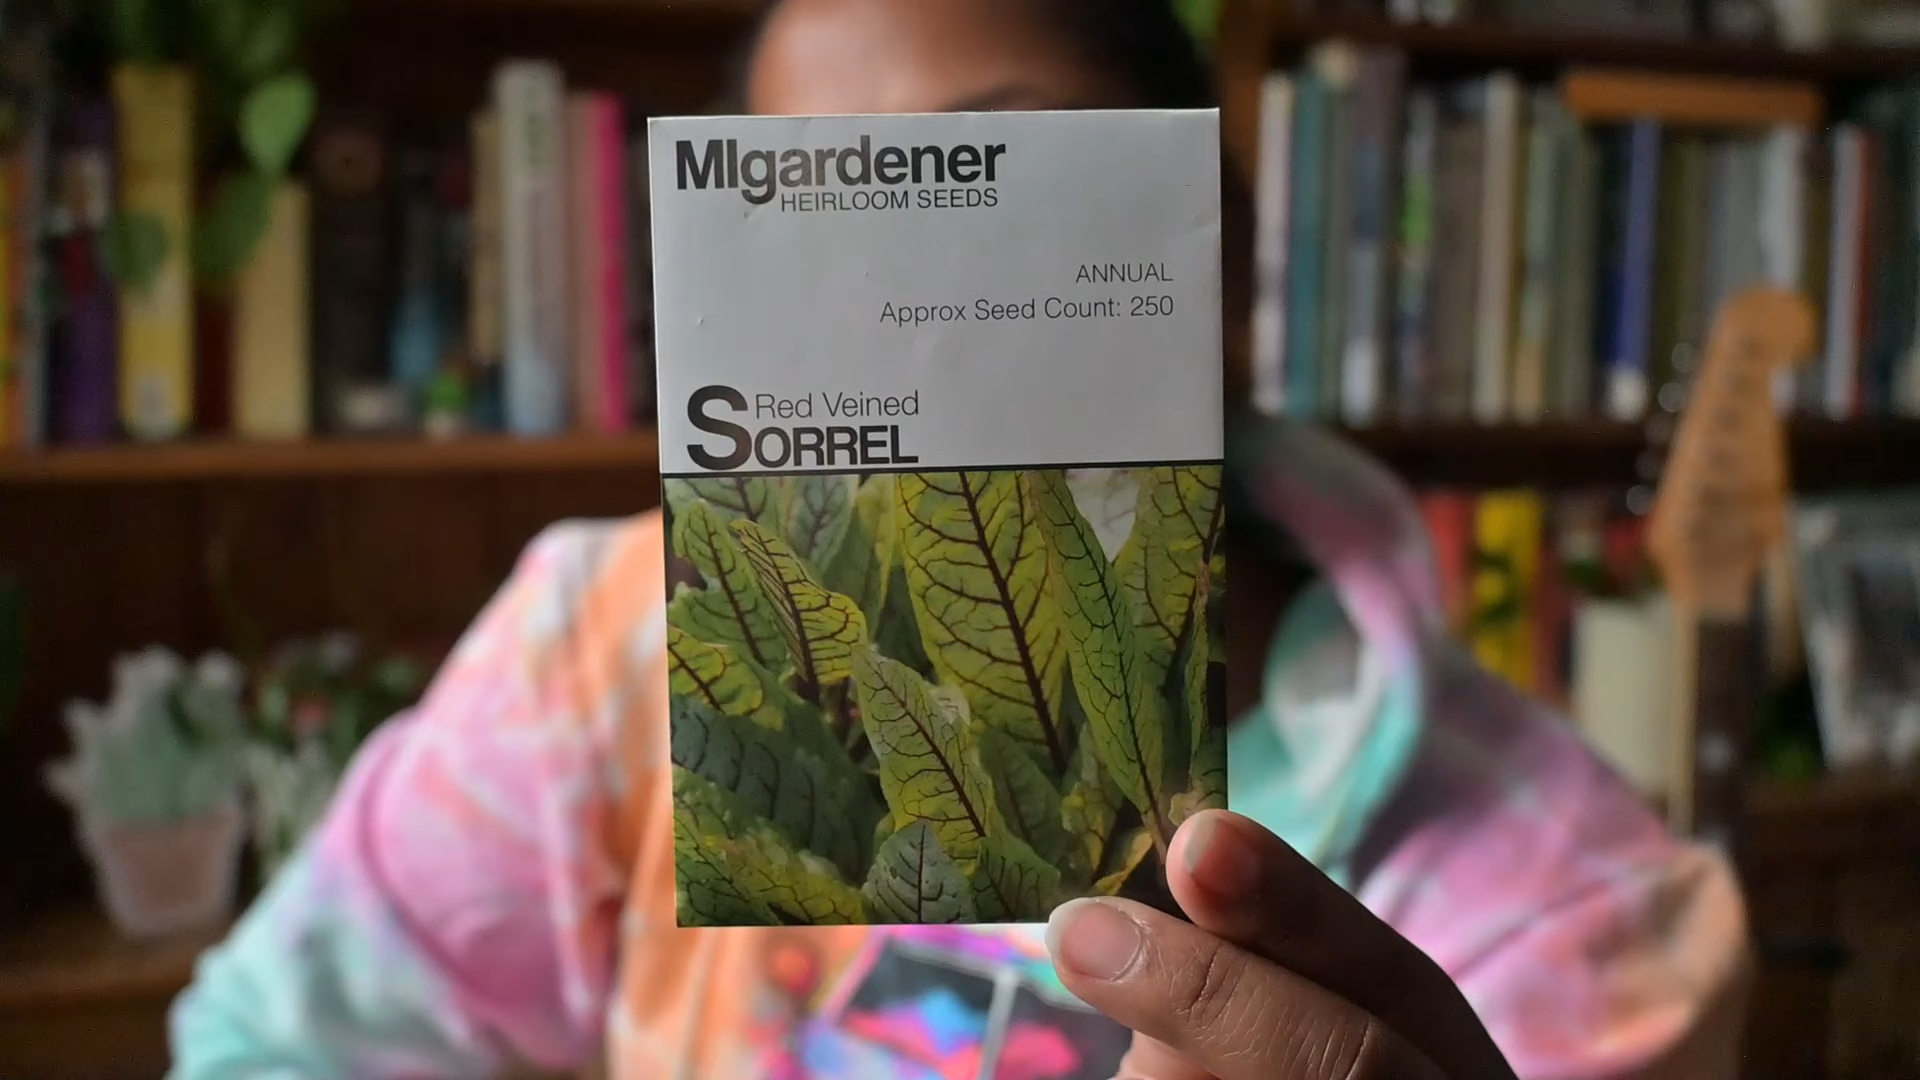 MIgardener
HEIRLOOM SEEDS
ANNUAL
Approx Seed Count: 250
Red Veined
SORREL